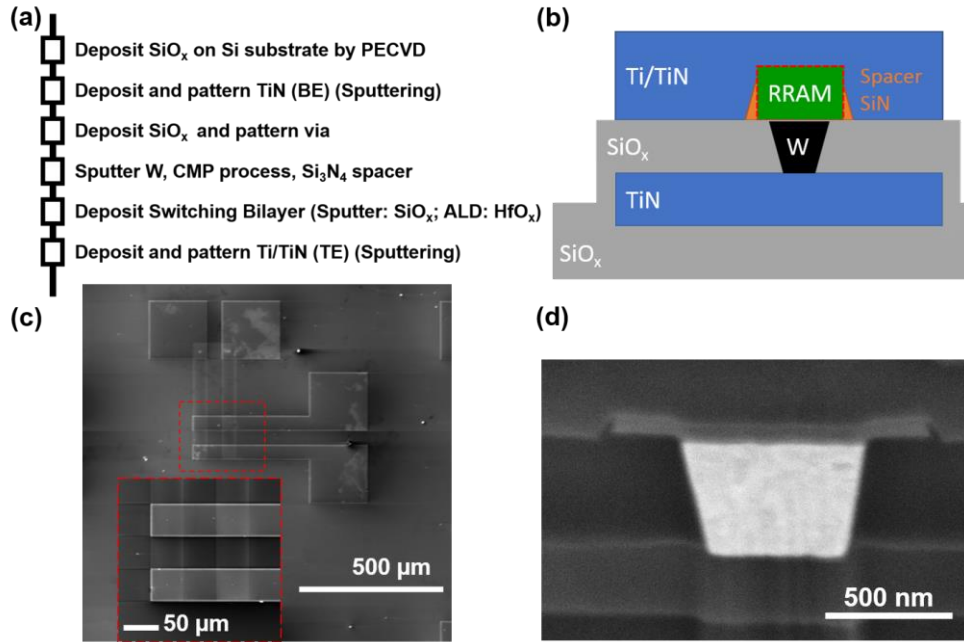 (a)
Deposit SiOₓ on Si substrate by PECVD
Deposit and pattern TiN (BE) (Sputtering)
Deposit SiOₓ and pattern via
Sputter W, CMP process, Si₃N₄ spacer
Deposit Switching Bilayer (Sputter: SiOₓ; ALD: HfOₓ)
Deposit and pattern Ti/TiN (TE) (Sputtering)
(b)
Ti/TiN
RRAM
Spacer
SiN
SiOₓ
W
TiN
SiOₓ
(c)
500 µm
50 µm
(d)
500 nm